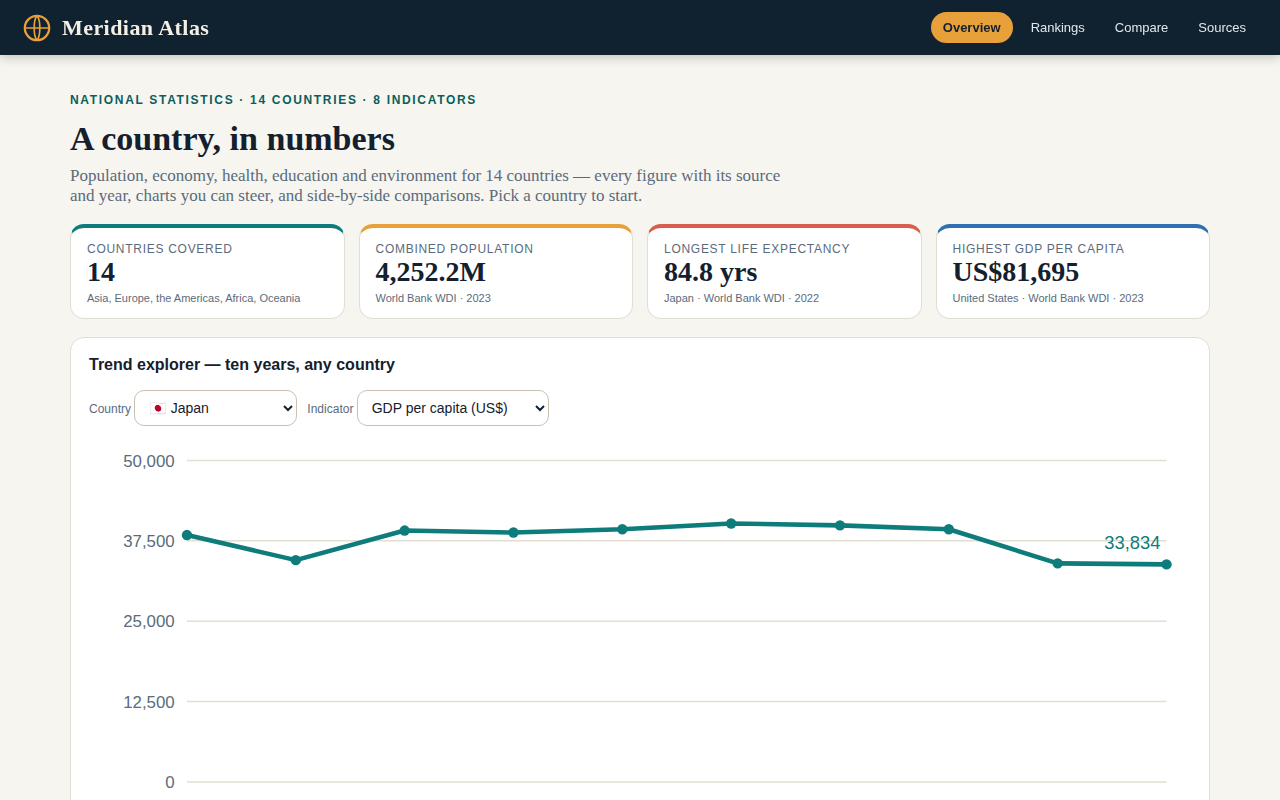 Meridian Atlas
Overview
Rankings
Compare
Sources
NATIONAL STATISTICS · 14 COUNTRIES · 8 INDICATORS
A country, in numbers
Population, economy, health, education and environment for 14 countries — every figure with its source
and year, charts you can steer, and side-by-side comparisons. Pick a country to start.
COUNTRIES COVERED
14
Asia, Europe, the Americas, Africa, Oceania
COMBINED POPULATION
4,252.2M
World Bank WDI · 2023
LONGEST LIFE EXPECTANCY
84.8 yrs
Japan · World Bank WDI · 2022
HIGHEST GDP PER CAPITA
US$81,695
United States · World Bank WDI · 2023
Trend explorer — ten years, any country
Country
Japan
Indicator
GDP per capita (US$)
50,000
37,500
33,834
25,000
12,500
0